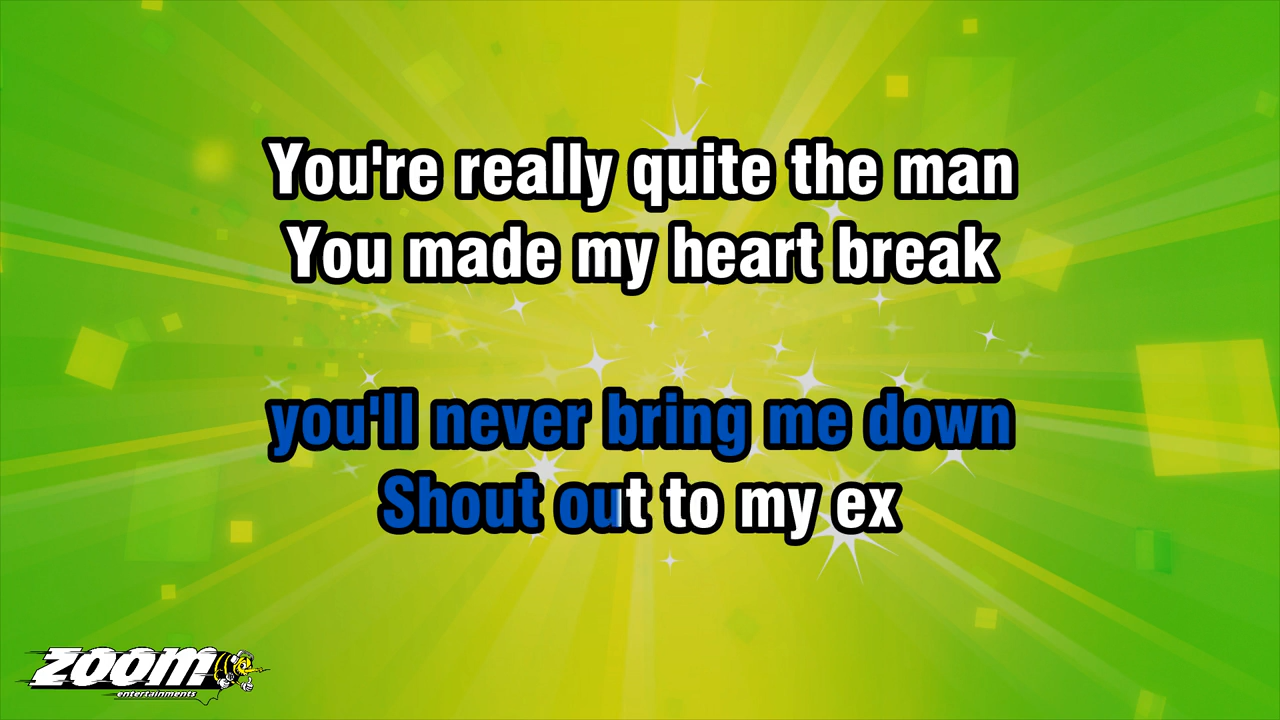 You're really quite the man
You made my heart break
you'll never bring me down
Shout out to my ex
ZOOM
entertainments